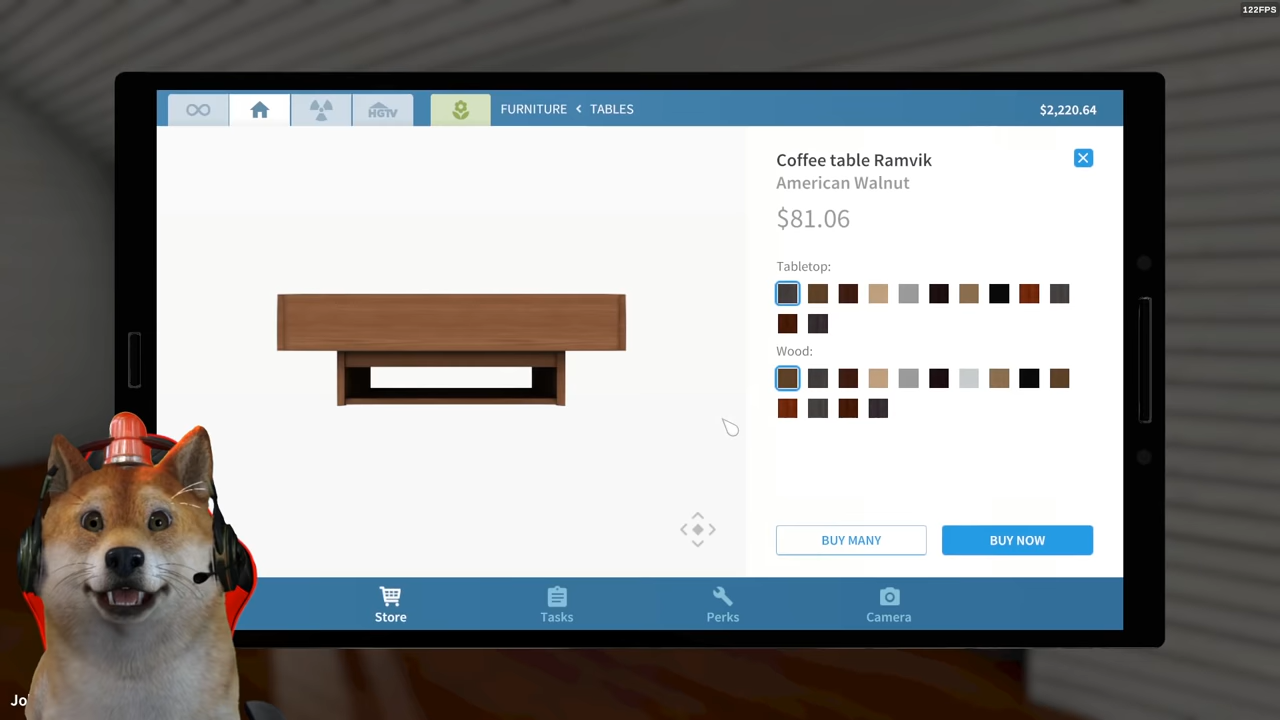 122FPS
HGTV
FURNITURE < TABLES
$2,220.64
Coffee table Ramvik
American Walnut
$81.06
Tabletop:
Wood:
BUY MANY
BUY NOW
Store
Tasks
Perks
Camera